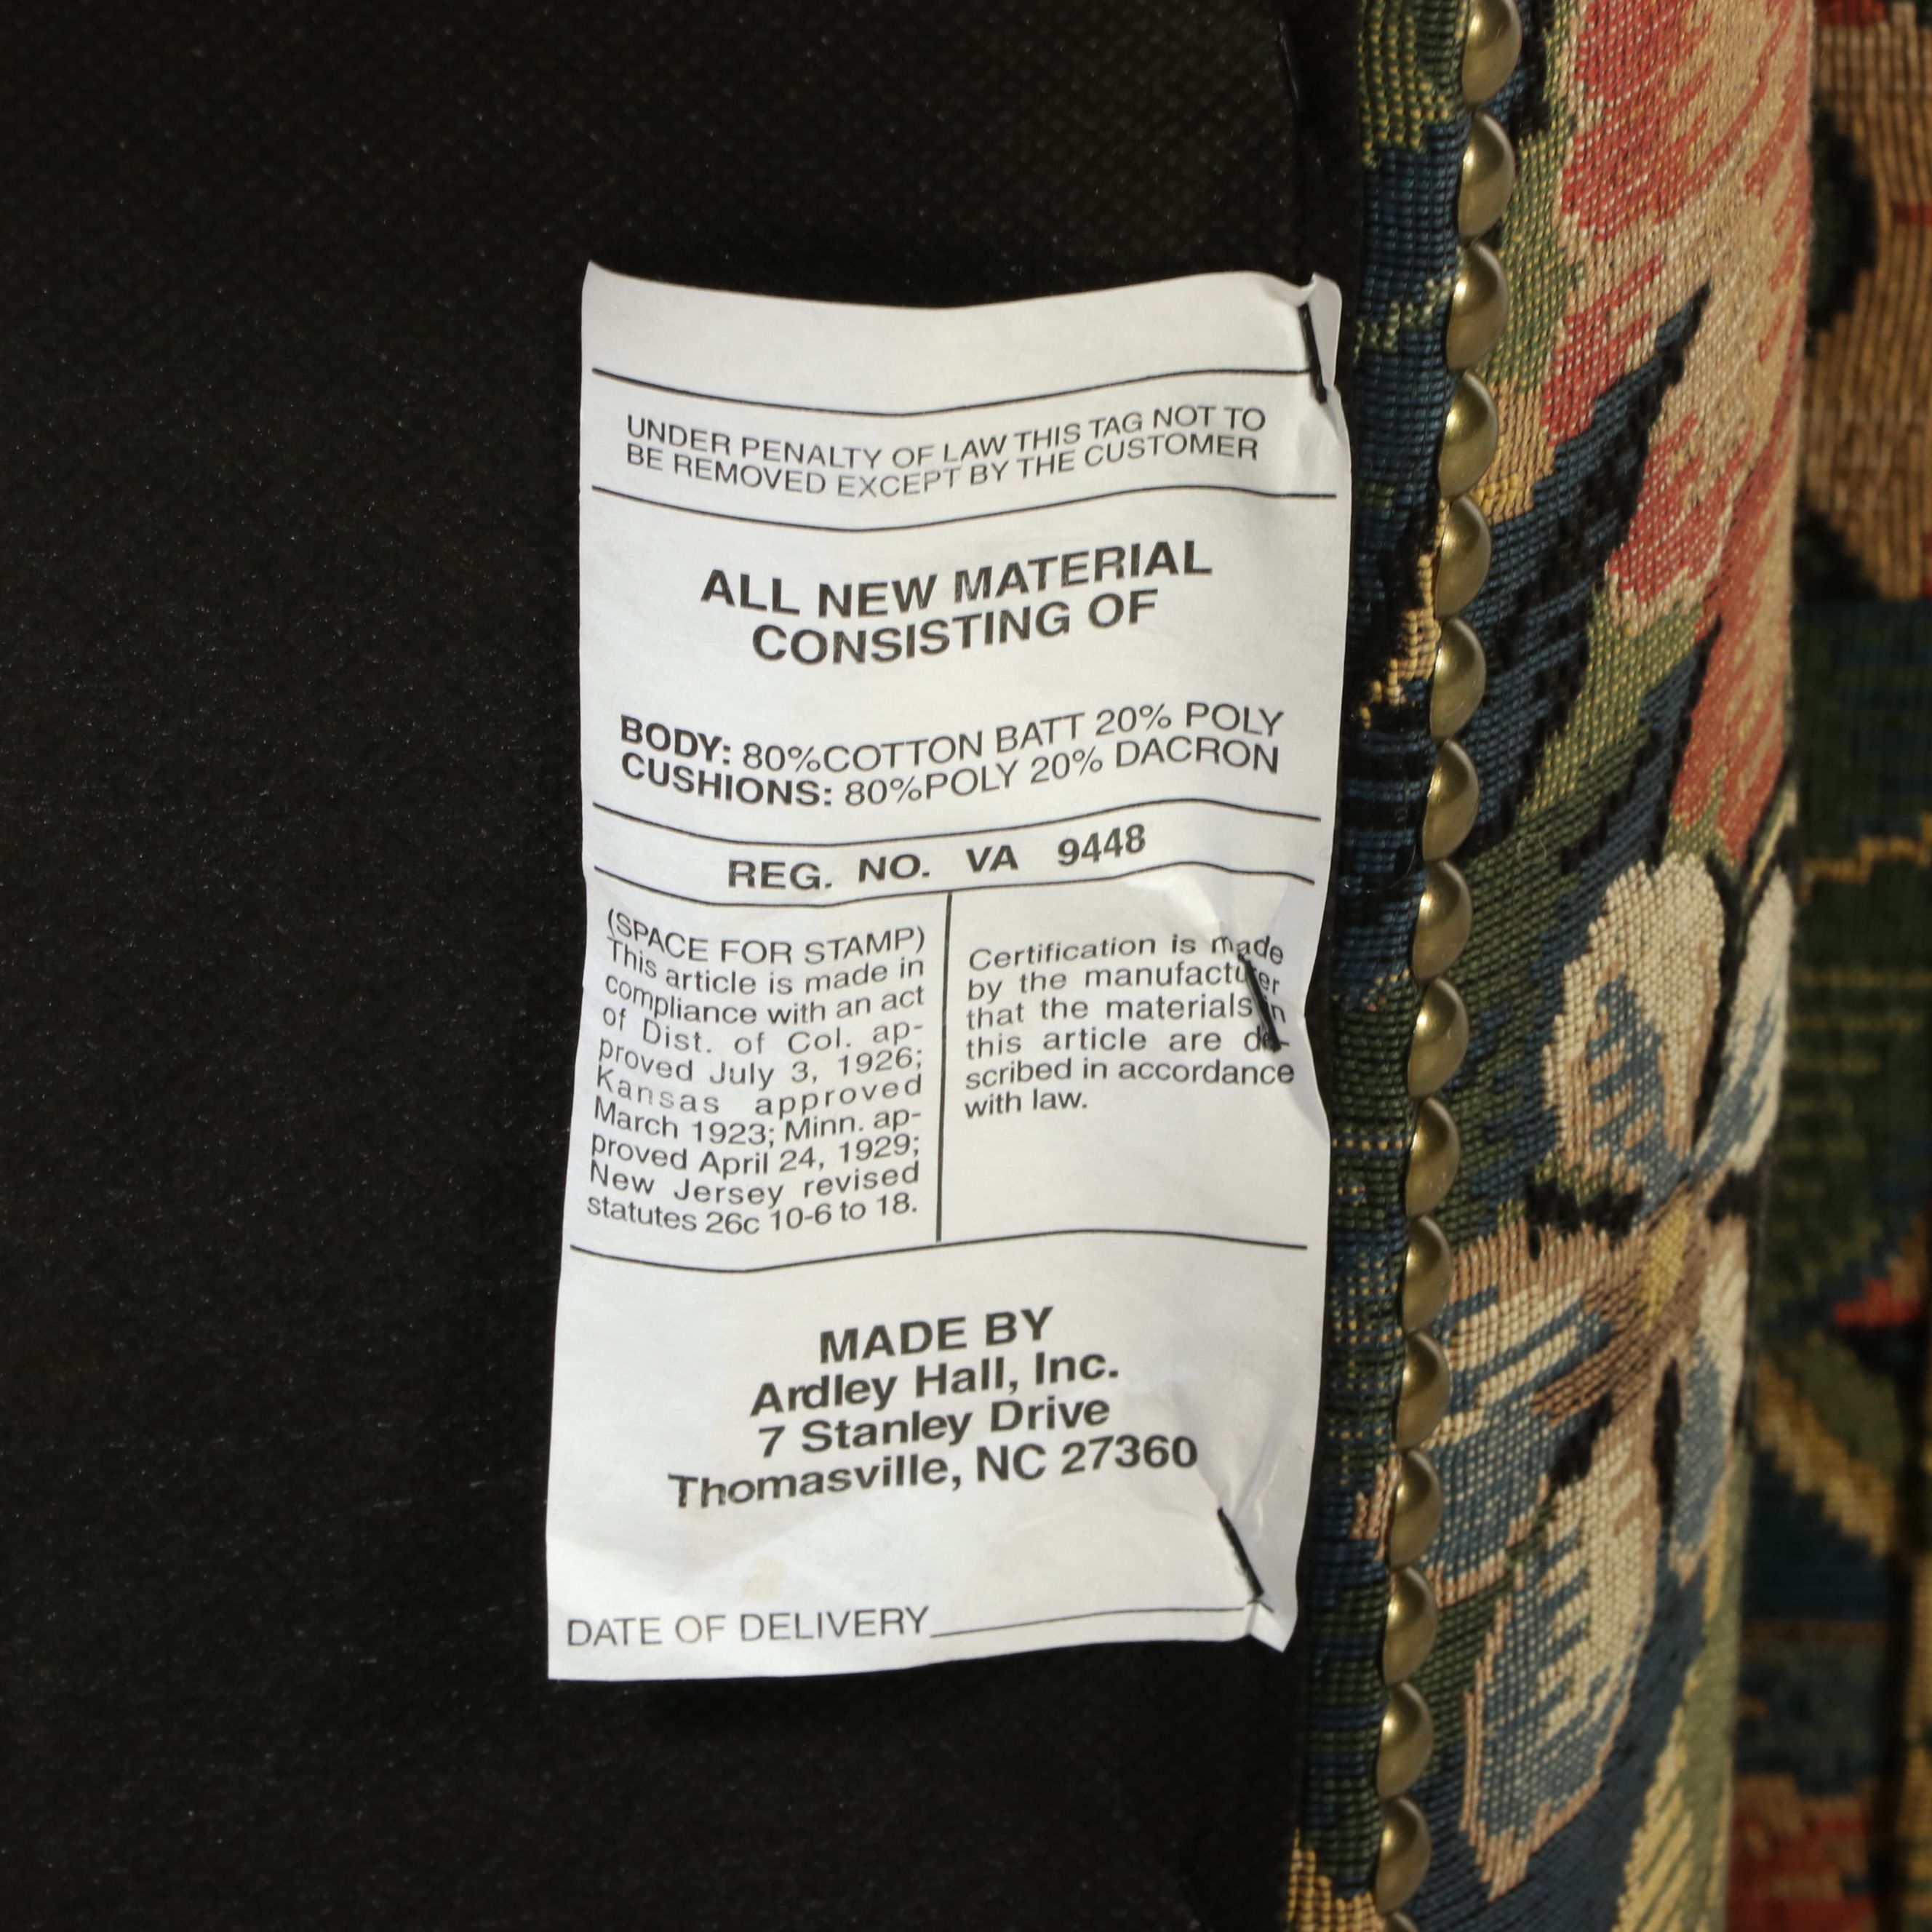 UNDER PENALTY OF LAW THIS TAG NOT TO
BE REMOVED EXCEPT BY THE CUSTOMER
ALL NEW MATERIAL
CONSISTING OF
BODY: 80%COTTON BATT 20% POLY
CUSHIONS: 80%POLY 20% DACRON
REG. NO. VA 9448
(SPACE FOR STAMP)
This article is made in
compliance with an act
of Dist. of Col. ap-
proved July 3, 1926;
Kansas approved
March 1923; Minn. ap-
proved April 24, 1929;
New Jersey revised
statutes 26c 10-6 to 18.
Certification is made
by the manufacturer
that the materials in
this article are de-
scribed in accordance
with law.
MADE BY
Ardley Hall, Inc.
7 Stanley Drive
Thomasville, NC 27360
DATE OF DELIVERY